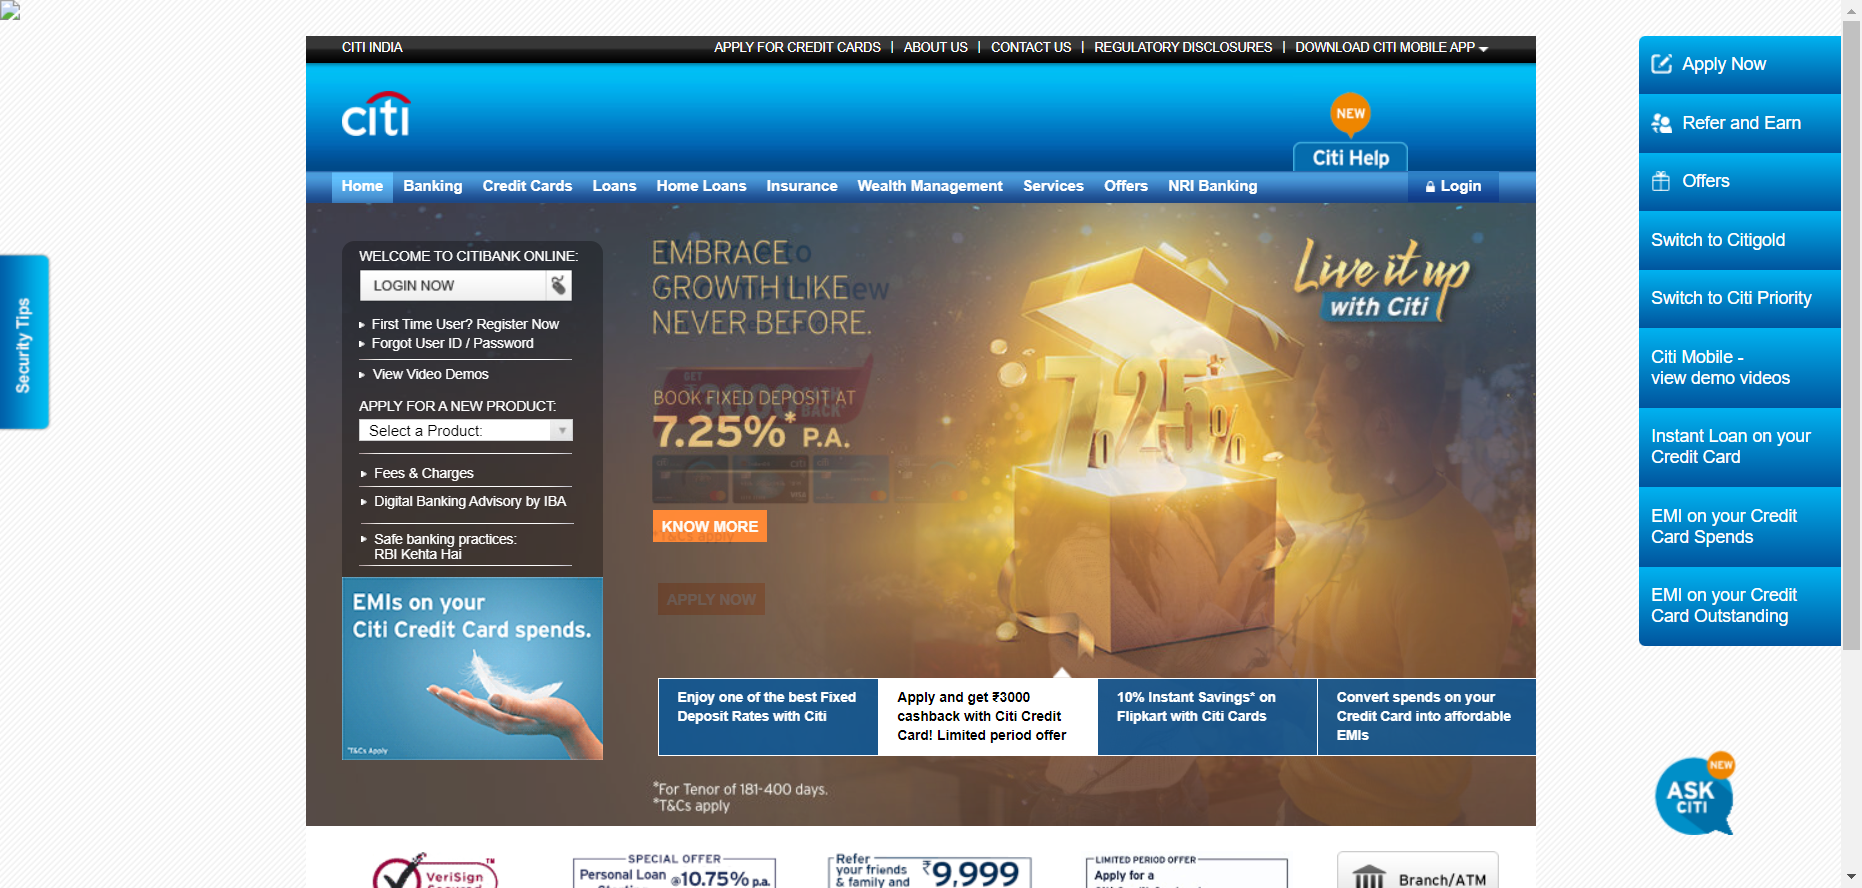 CITI INDIA
APPLY FOR CREDIT CARDS | ABOUT US | CONTACT US | REGULATORY DISCLOSURES | DOWNLOAD CITI MOBILE APP
citi
NEW
Citi Help
Home Banking Credit Cards Loans Home Loans Insurance Wealth Management Services Offers NRI Banking Login
Security Tips
WELCOME TO CITIBANK ONLINE:
LOGIN NOW
First Time User? Register Now
Forgot User ID / Password
View Video Demos
APPLY FOR A NEW PRODUCT:
Select a Product:
Fees & Charges
Digital Banking Advisory by IBA
Safe banking practices:
RBI Kehta Hai
EMIs on your
Citi Credit Card spends.
*T&Cs Apply
EMBRACE
GROWTH LIKE
NEVER BEFORE.
BOOK FIXED DEPOSIT AT
7.25%* P.A.
KNOW MORE
*T&Cs apply
APPLY NOW
GET
₹3000 CASH
BACK
Live it up
with Citi
7.25%
Enjoy one of the best Fixed
Deposit Rates with Citi
Apply and get ₹3000
cashback with Citi Credit
Card! Limited period offer
10% Instant Savings* on
Flipkart with Citi Cards
Convert spends on your
Credit Card into affordable
EMIs
*For Tenor of 181-400 days.
*T&Cs apply
VeriSign
SPECIAL OFFER
Personal Loan
@10.75% p.a.
Refer
your friends
& family and
₹9,999
LIMITED PERIOD OFFER
Apply for a
Branch/ATM
Apply Now
Refer and Earn
Offers
Switch to Citigold
Switch to Citi Priority
Citi Mobile -
view demo videos
Instant Loan on your
Credit Card
EMI on your Credit
Card Spends
EMI on your Credit
Card Outstanding
NEW
ASK
CITI